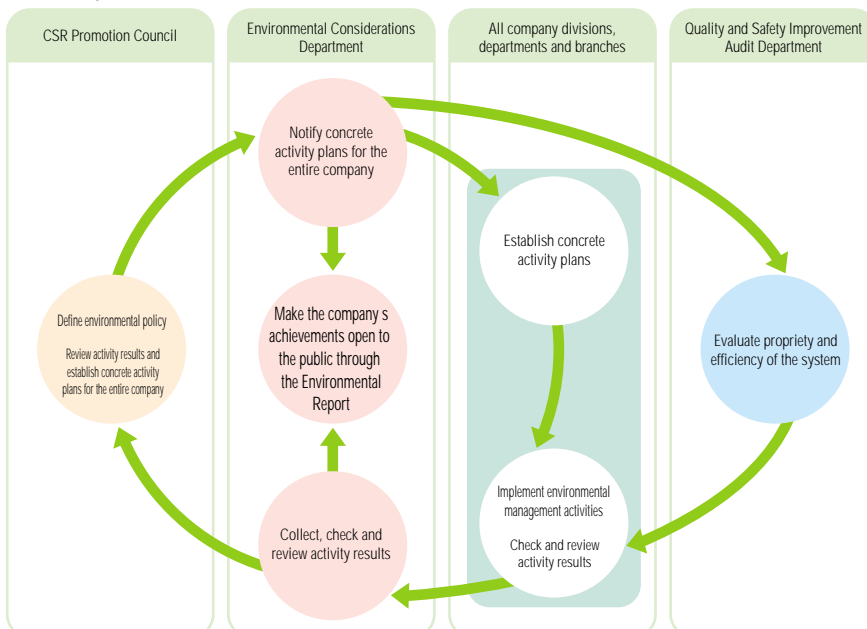 CSR Promotion Council
Environmental Considerations
Department
All company divisions,
departments and branches
Quality and Safety Improvement
Audit Department
Notify concrete
activity plans for the
entire company
Establish concrete
activity plans
Define environmental policy
Review activity results and
establish concrete activity
plans for the entire company
Make the company s
achievements open to
the public through
the Environmental
Report
Evaluate propriety and
efficiency of the system
Collect, check and
review activity results
Implement environmental
management activities
Check and review
activity results